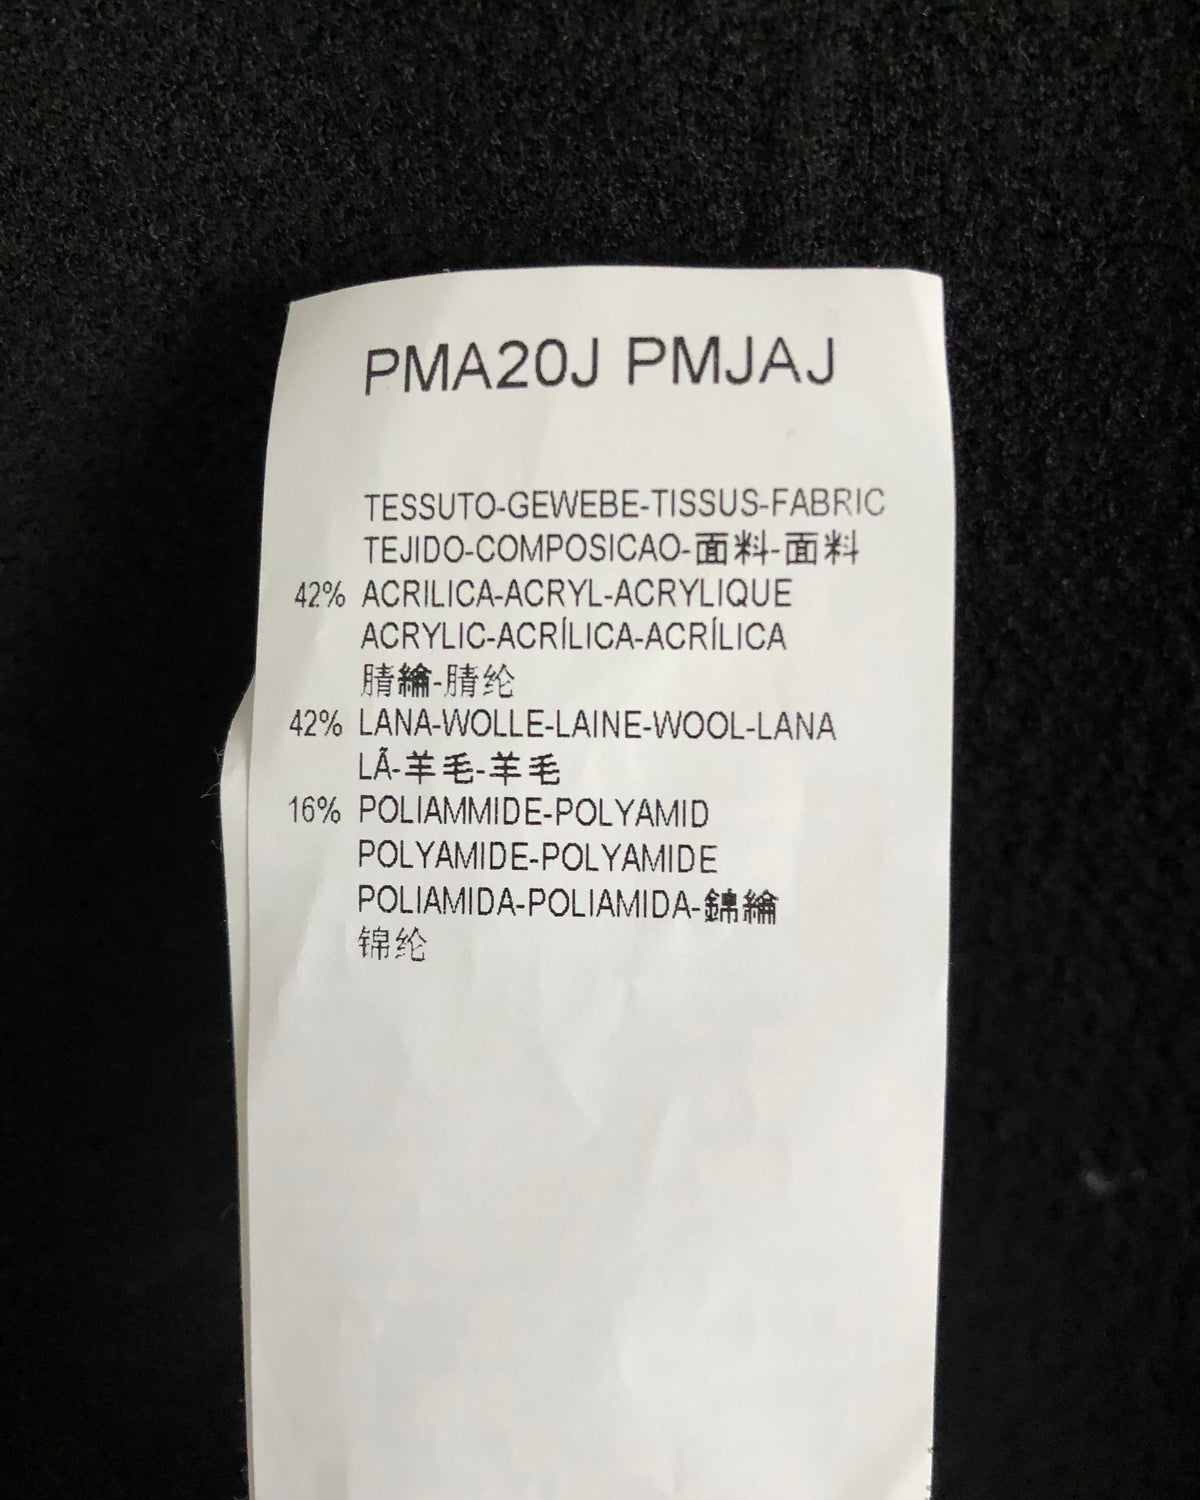 PMA20J PMJAJ
TESSUTO-GEWEBE-TISSUS-FABRIC
TEJIDO-COMPOSICAO-面料-面料
42% ACRILICA-ACRYL-ACRYLIQUE
ACRYLIC-ACRÍLICA-ACRÍLICA
腈綸-腈纶
42% LANA-WOLLE-LAINE-WOOL-LANA
LÃ-羊毛-羊毛
16% POLIAMMIDE-POLYAMID
POLYAMIDE-POLYAMIDE
POLIAMIDA-POLIAMIDA-錦綸
锦纶